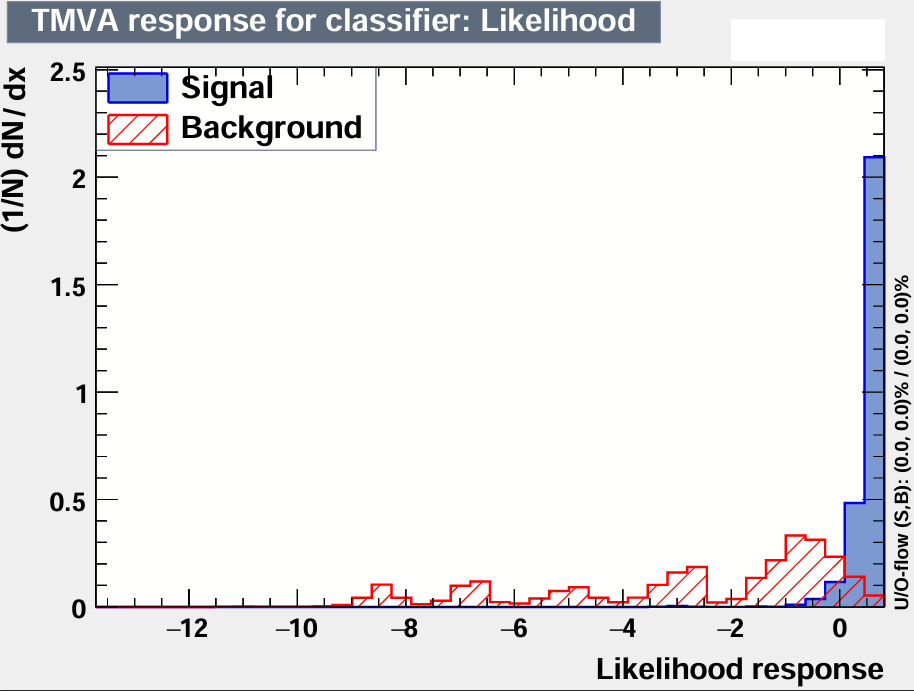 TMVA response for classifier: Likelihood
(1/N) dN / dx
Signal
Background
2.5
2
1.5
1
0.5
0
−12 −10 −8 −6 −4 −2 0
Likelihood response
U/O-flow (S,B): (0.0, 0.0)% / (0.0, 0.0)%